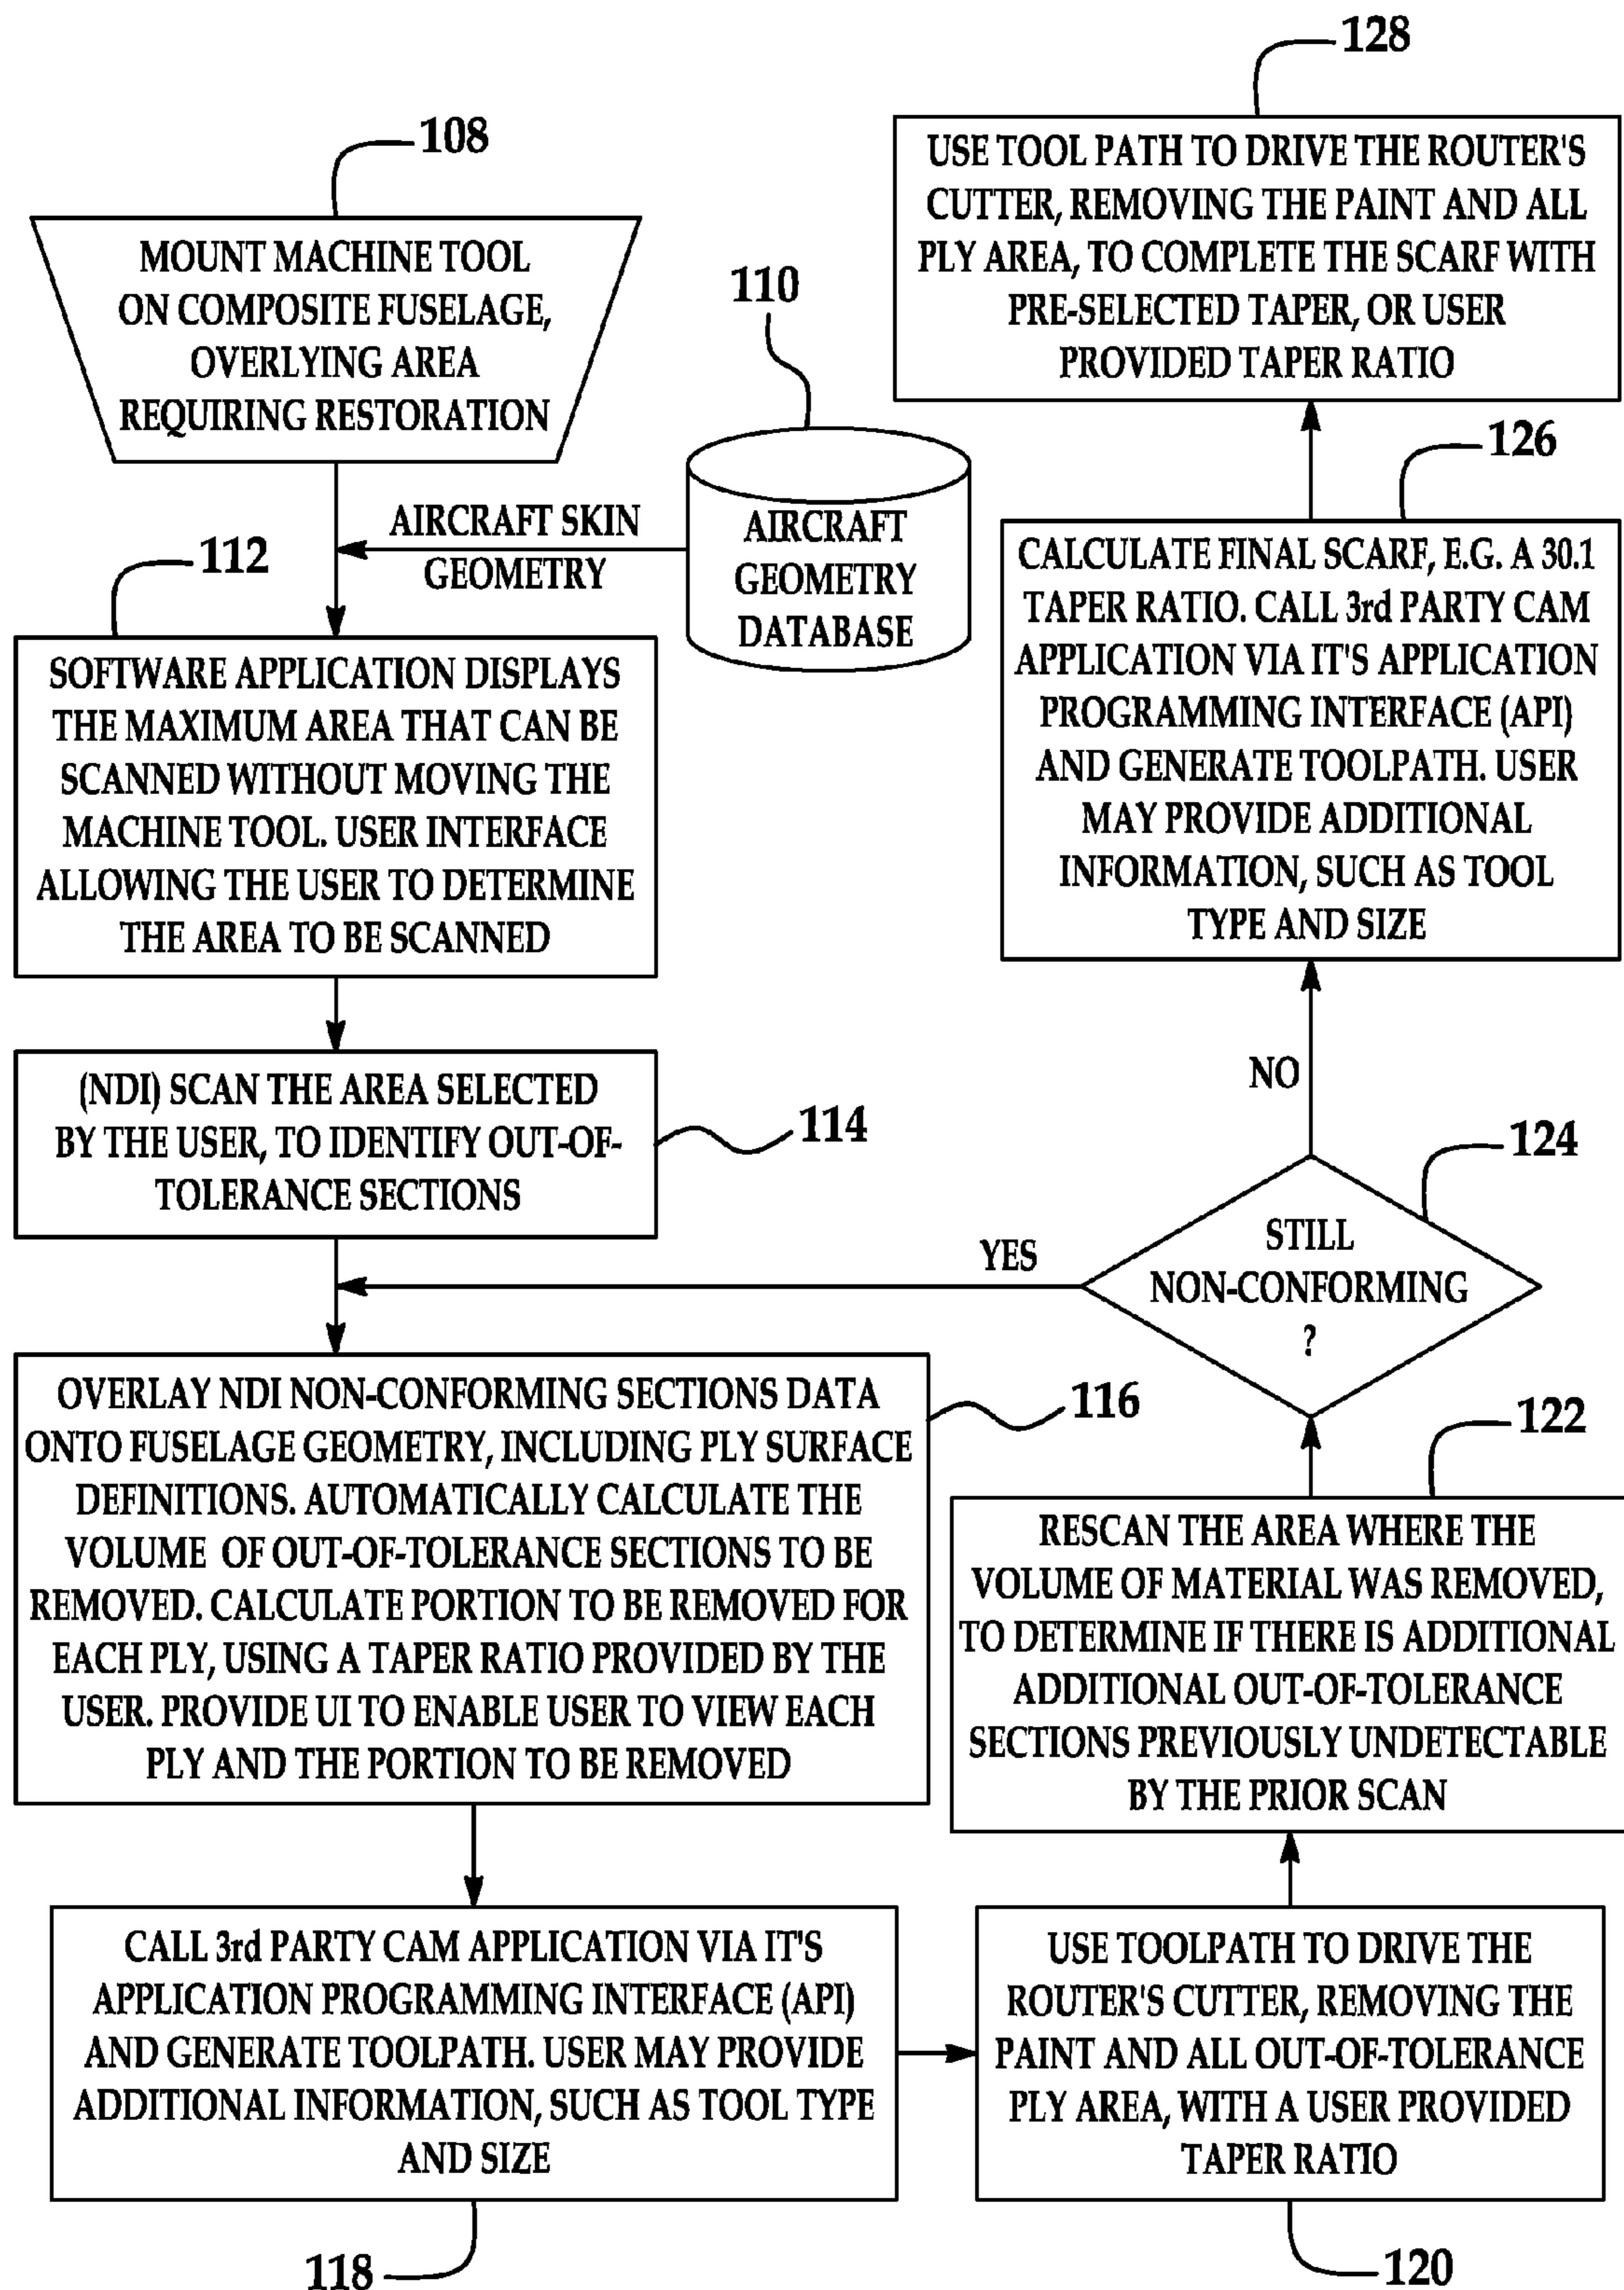 108
MOUNT MACHINE TOOL
ON COMPOSITE FUSELAGE,
OVERLYING AREA
REQUIRING RESTORATION
110
AIRCRAFT
GEOMETRY
DATABASE
AIRCRAFT SKIN
GEOMETRY
112
SOFTWARE APPLICATION DISPLAYS
THE MAXIMUM AREA THAT CAN BE
SCANNED WITHOUT MOVING THE
MACHINE TOOL. USER INTERFACE
ALLOWING THE USER TO DETERMINE
THE AREA TO BE SCANNED
(NDI) SCAN THE AREA SELECTED
BY THE USER, TO IDENTIFY OUT-OF-
TOLERANCE SECTIONS
114
OVERLAY NDI NON-CONFORMING SECTIONS DATA
ONTO FUSELAGE GEOMETRY, INCLUDING PLY SURFACE
DEFINITIONS. AUTOMATICALLY CALCULATE THE
VOLUME OF OUT-OF-TOLERANCE SECTIONS TO BE
REMOVED. CALCULATE PORTION TO BE REMOVED FOR
EACH PLY, USING A TAPER RATIO PROVIDED BY THE
USER. PROVIDE UI TO ENABLE USER TO VIEW EACH
PLY AND THE PORTION TO BE REMOVED
116
CALL 3rd PARTY CAM APPLICATION VIA IT'S
APPLICATION PROGRAMMING INTERFACE (API)
AND GENERATE TOOLPATH. USER MAY PROVIDE
ADDITIONAL INFORMATION, SUCH AS TOOL TYPE
AND SIZE
118
USE TOOLPATH TO DRIVE THE
ROUTER'S CUTTER, REMOVING THE
PAINT AND ALL OUT-OF-TOLERANCE
PLY AREA, WITH A USER PROVIDED
TAPER RATIO
120
122
RESCAN THE AREA WHERE THE
VOLUME OF MATERIAL WAS REMOVED,
TO DETERMINE IF THERE IS ADDITIONAL
ADDITIONAL OUT-OF-TOLERANCE
SECTIONS PREVIOUSLY UNDETECTABLE
BY THE PRIOR SCAN
124
STILL
NON-CONFORMING
?
YES
NO
126
CALCULATE FINAL SCARF, E.G. A 30.1
TAPER RATIO. CALL 3rd PARTY CAM
APPLICATION VIA IT'S APPLICATION
PROGRAMMING INTERFACE (API)
AND GENERATE TOOLPATH. USER
MAY PROVIDE ADDITIONAL
INFORMATION, SUCH AS TOOL
TYPE AND SIZE
128
USE TOOL PATH TO DRIVE THE ROUTER'S
CUTTER, REMOVING THE PAINT AND ALL
PLY AREA, TO COMPLETE THE SCARF WITH
PRE-SELECTED TAPER, OR USER
PROVIDED TAPER RATIO